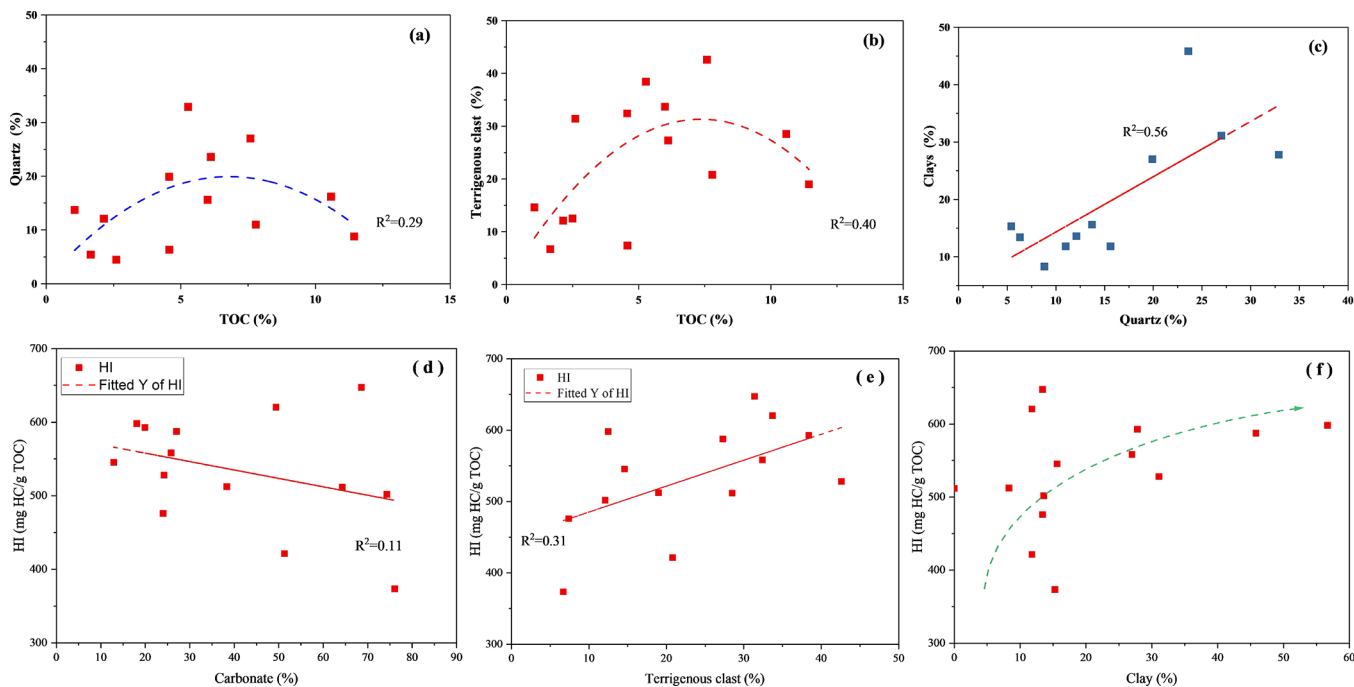 (a)
50
40
30
20
10
0
Quartz (%)
R²=0.29
0
5
10
15
TOC (%)
(b)
50
40
30
20
10
0
Terrigenous clast (%)
R²=0.40
0
5
10
15
TOC (%)
(c)
50
40
30
20
10
Clays (%)
R²=0.56
0
5
10
15
20
25
30
35
40
Quartz (%)
( d )
HI
Fitted Y of HI
700
600
500
400
300
HI (mg HC/g TOC)
R²=0.11
0
10
20
30
40
50
60
70
80
90
Carbonate (%)
( e )
HI
Fitted Y of HI
700
600
500
400
300
HI (mg HC/g TOC)
R²=0.31
0
10
20
30
40
50
Terrigenous clast (%)
( f )
700
600
500
400
300
HI (mg HC/g TOC)
0
10
20
30
40
50
60
Clay (%)